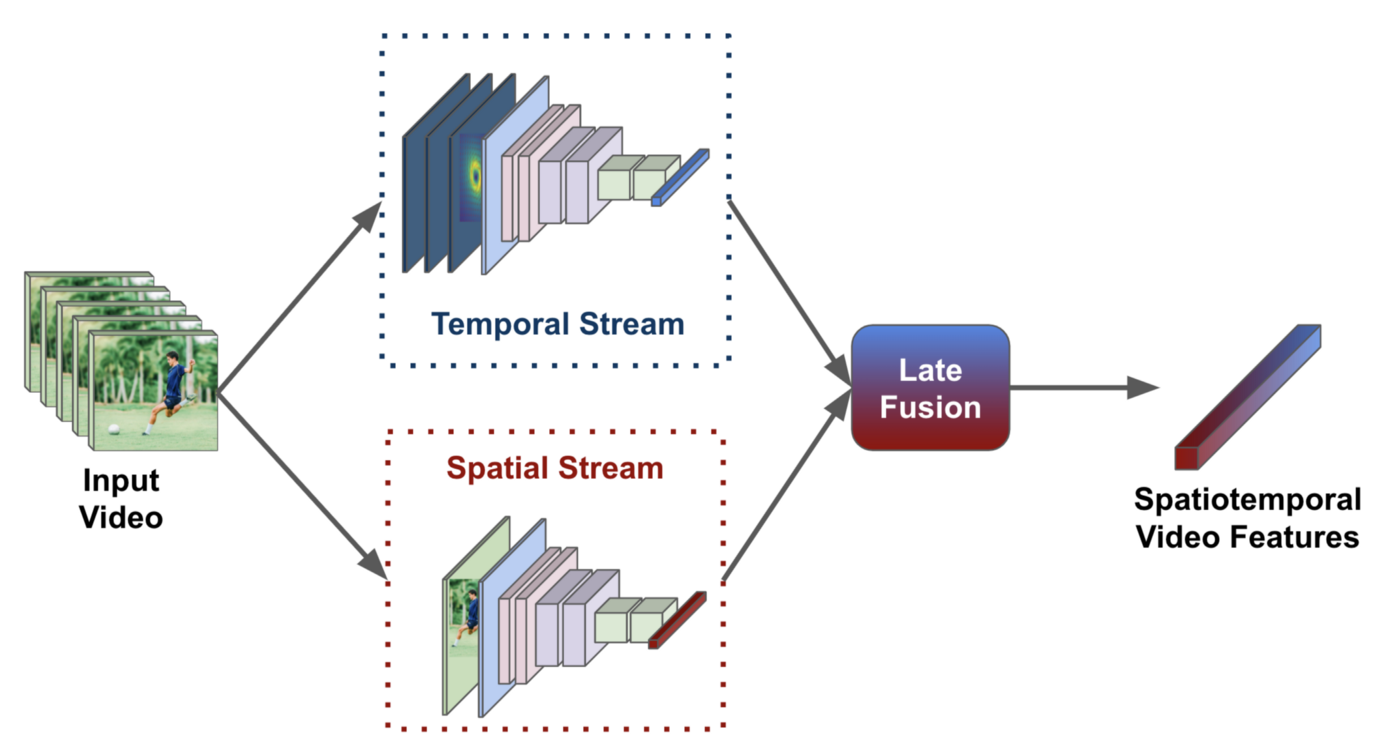 Temporal Stream
Late
Fusion
Spatial Stream
Input
Video
Spatiotemporal
Video Features